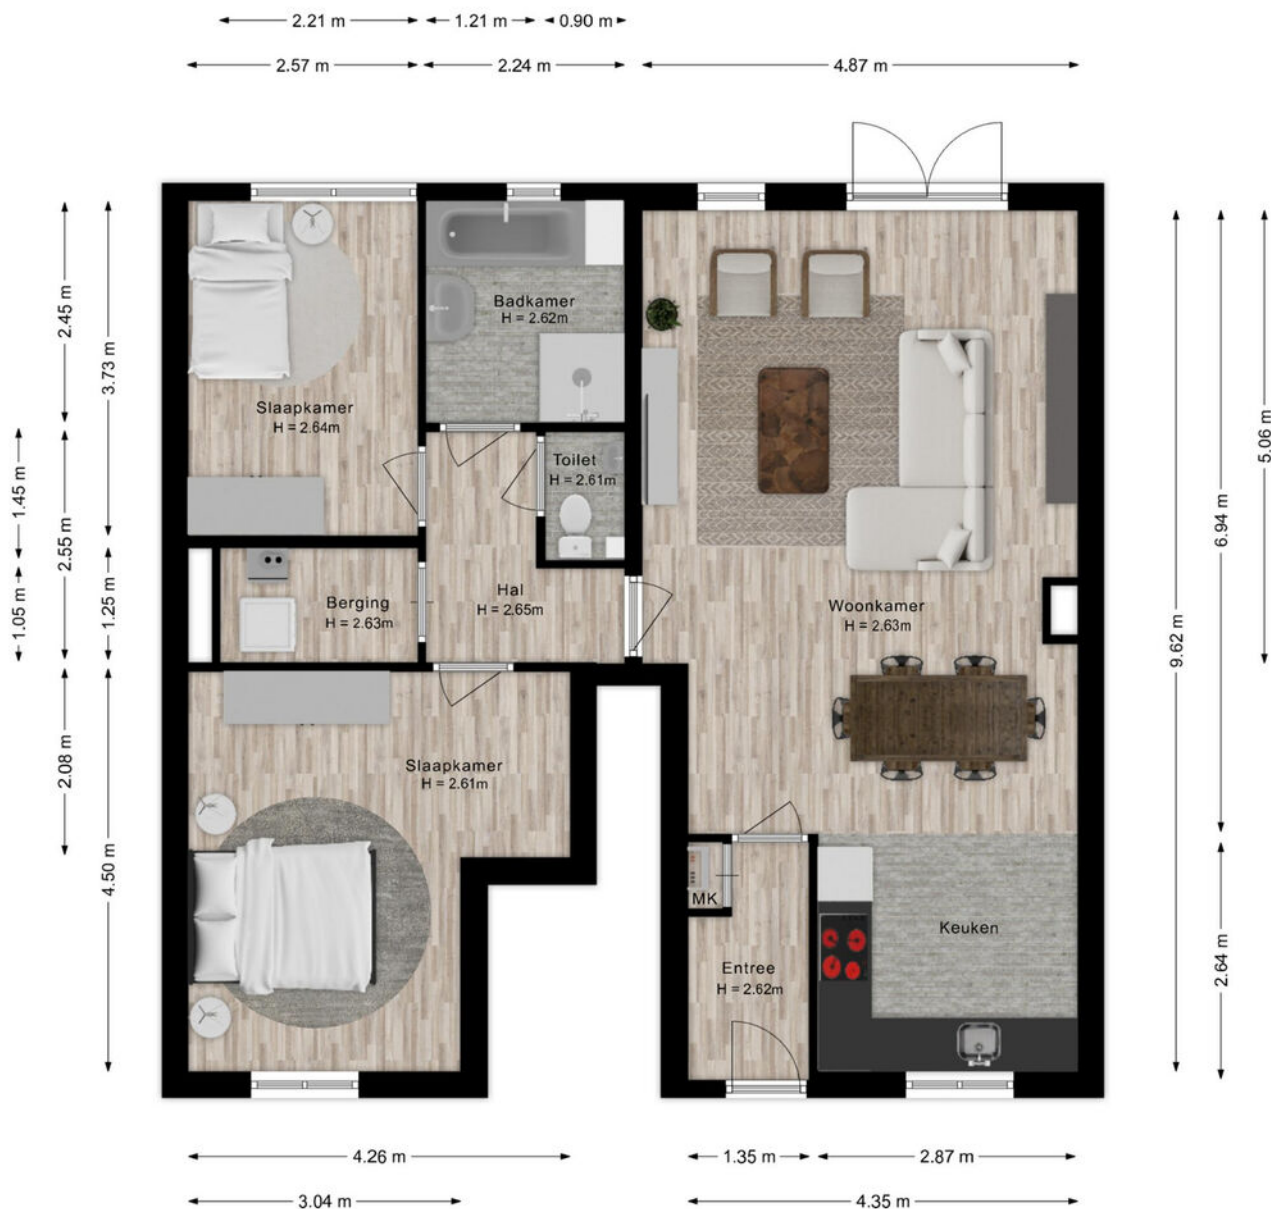 2.21 m
1.21 m
0.90 m
2.57 m
2.24 m
4.87 m
2.45 m
3.73 m
1.45 m
2.55 m
1.05 m
1.25 m
2.08 m
4.50 m
Slaapkamer
H = 2.64m
Badkamer
H = 2.62m
Toilet
H = 2.61m
Berging
H = 2.63m
Hal
H = 2.65m
Woonkamer
H = 2.63m
Slaapkamer
H = 2.61m
MK
Entree
H = 2.62m
Keuken
5.06 m
6.94 m
9.62 m
2.64 m
4.26 m
1.35 m
2.87 m
3.04 m
4.35 m